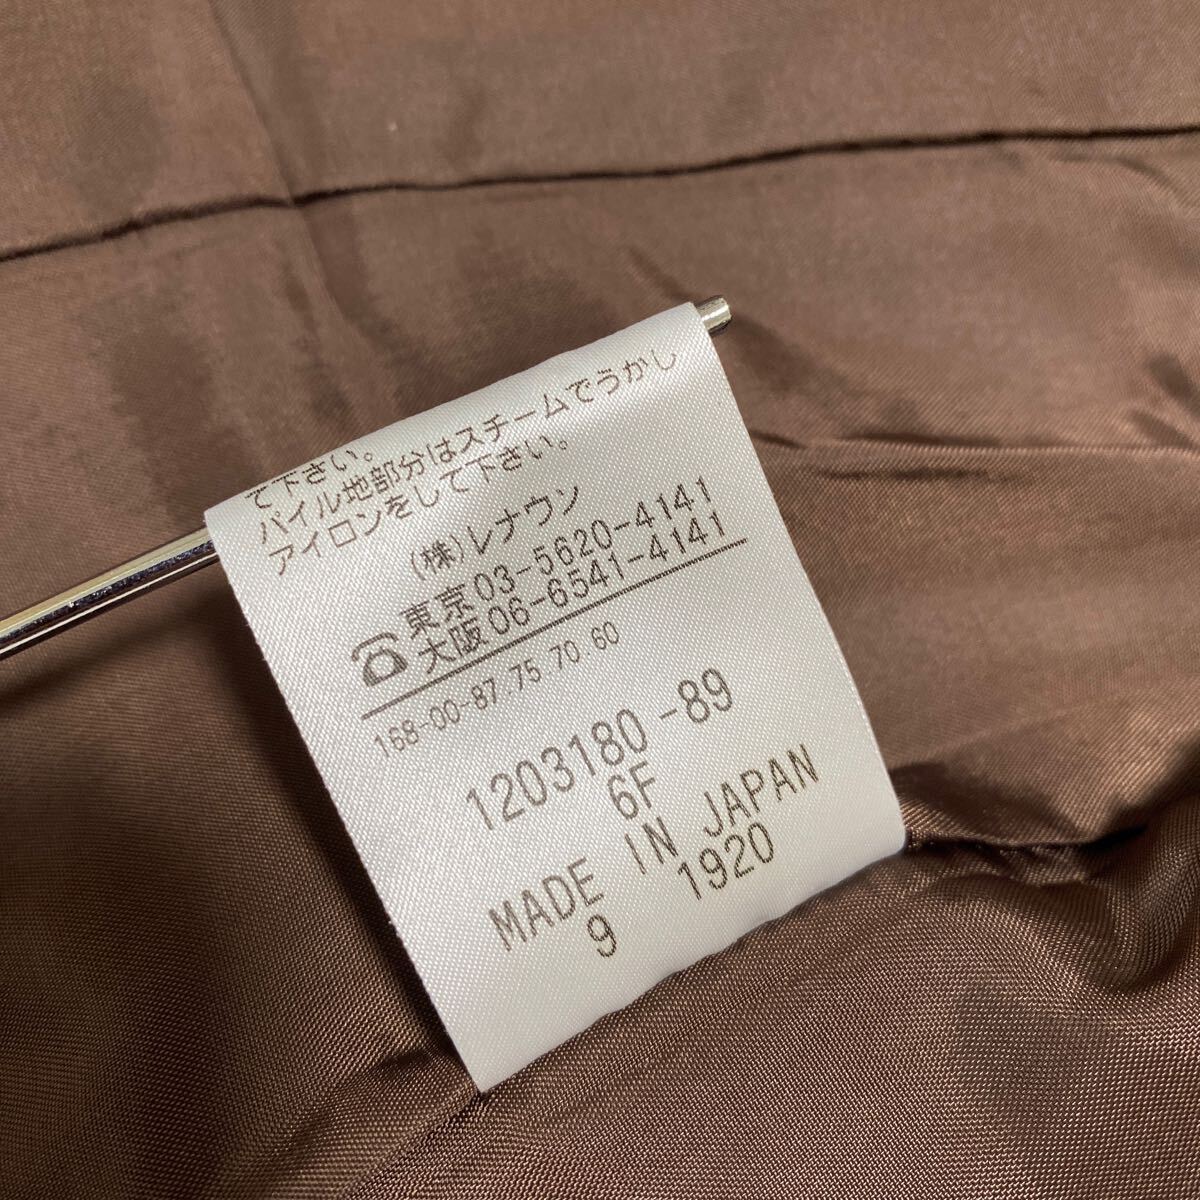 て下さい。
パイル地部分はスチームでうかし
アイロンをして下さい。
(株)レナウン
東京03-5620-4141
大阪06-6541-4141
168-00-87.75.70.60
1203180-89
6F
MADE IN JAPAN
9 1920